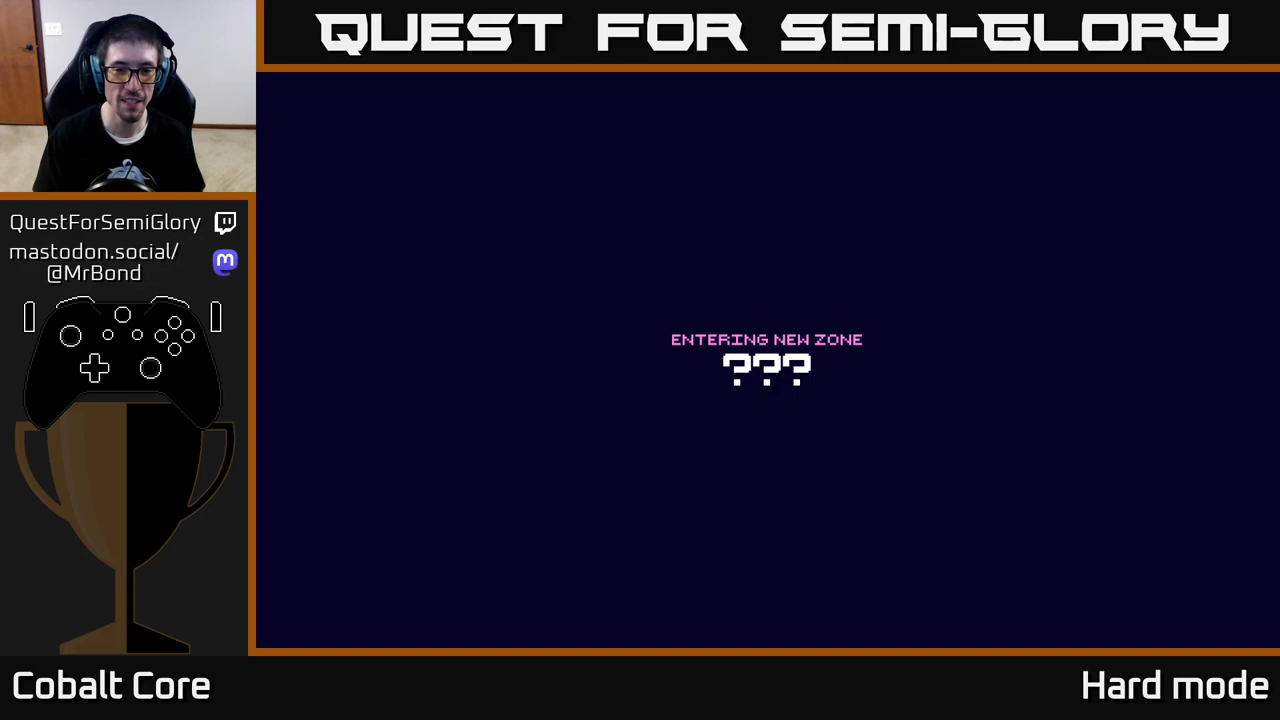 QUEST FOR SEMI-GLORY
QuestForSemiGlory
mastodon.social/
@MrBond
ENTERING NEW ZONE
???
Cobalt Core
Hard mode